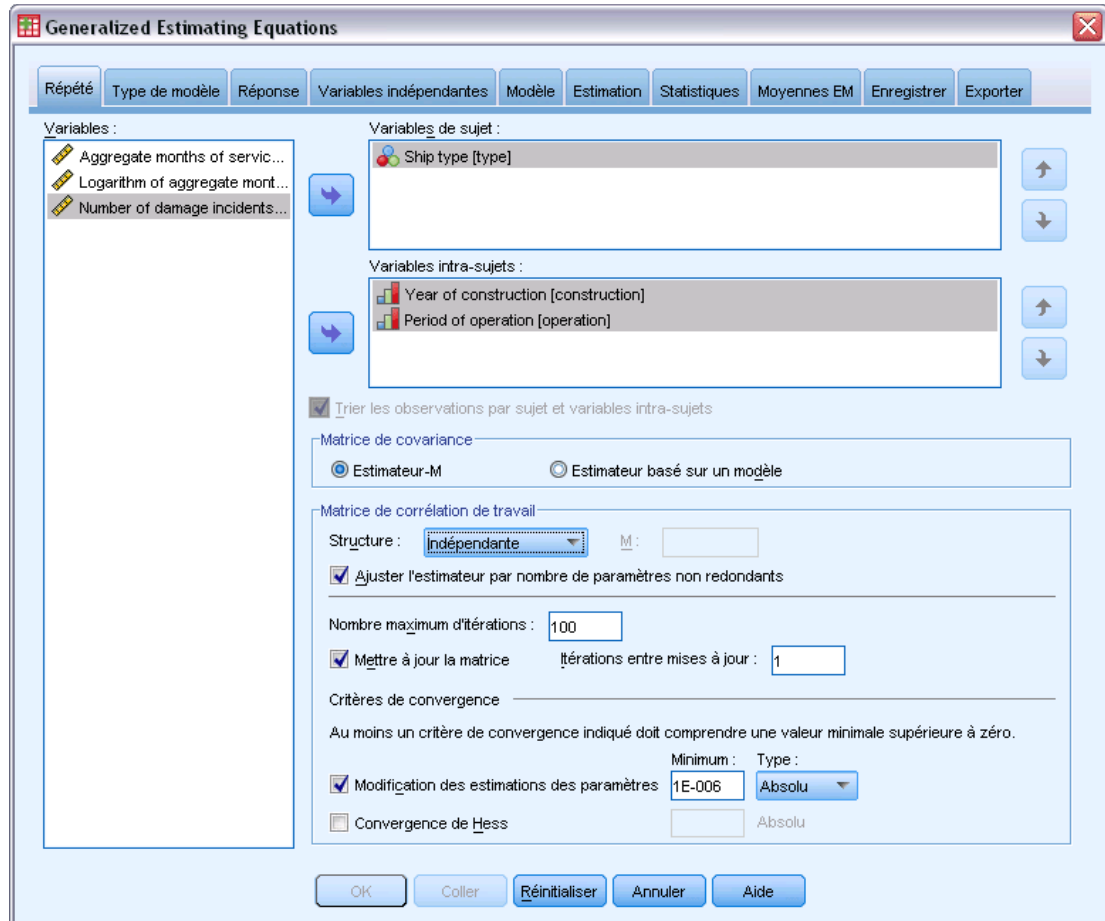 Generalized Estimating Equations
Répété Type de modèle Réponse Variables indépendantes Modèle Estimation Statistiques Moyennes EM Enregistrer Exporter
Variables :
Aggregate months of servic...
Logarithm of aggregate mont...
Number of damage incidents...
Variables de sujet :
Ship type [type]
Variables intra-sujets :
Year of construction [construction]
Period of operation [operation]
Trier les observations par sujet et variables intra-sujets
Matrice de covariance
Estimateur-M Estimateur basé sur un modèle
Matrice de corrélation de travail
Structure : Indépendante M :
Ajuster l'estimateur par nombre de paramètres non redondants
Nombre maximum d'itérations : 100
Mettre à jour la matrice Itérations entre mises à jour : 1
Critères de convergence
Au moins un critère de convergence indiqué doit comprendre une valeur minimale supérieure à zéro.
Minimum : Type :
Modification des estimations des paramètres 1E-006 Absolu
Convergence de Hess Absolu
OK Coller Réinitialiser Annuler Aide